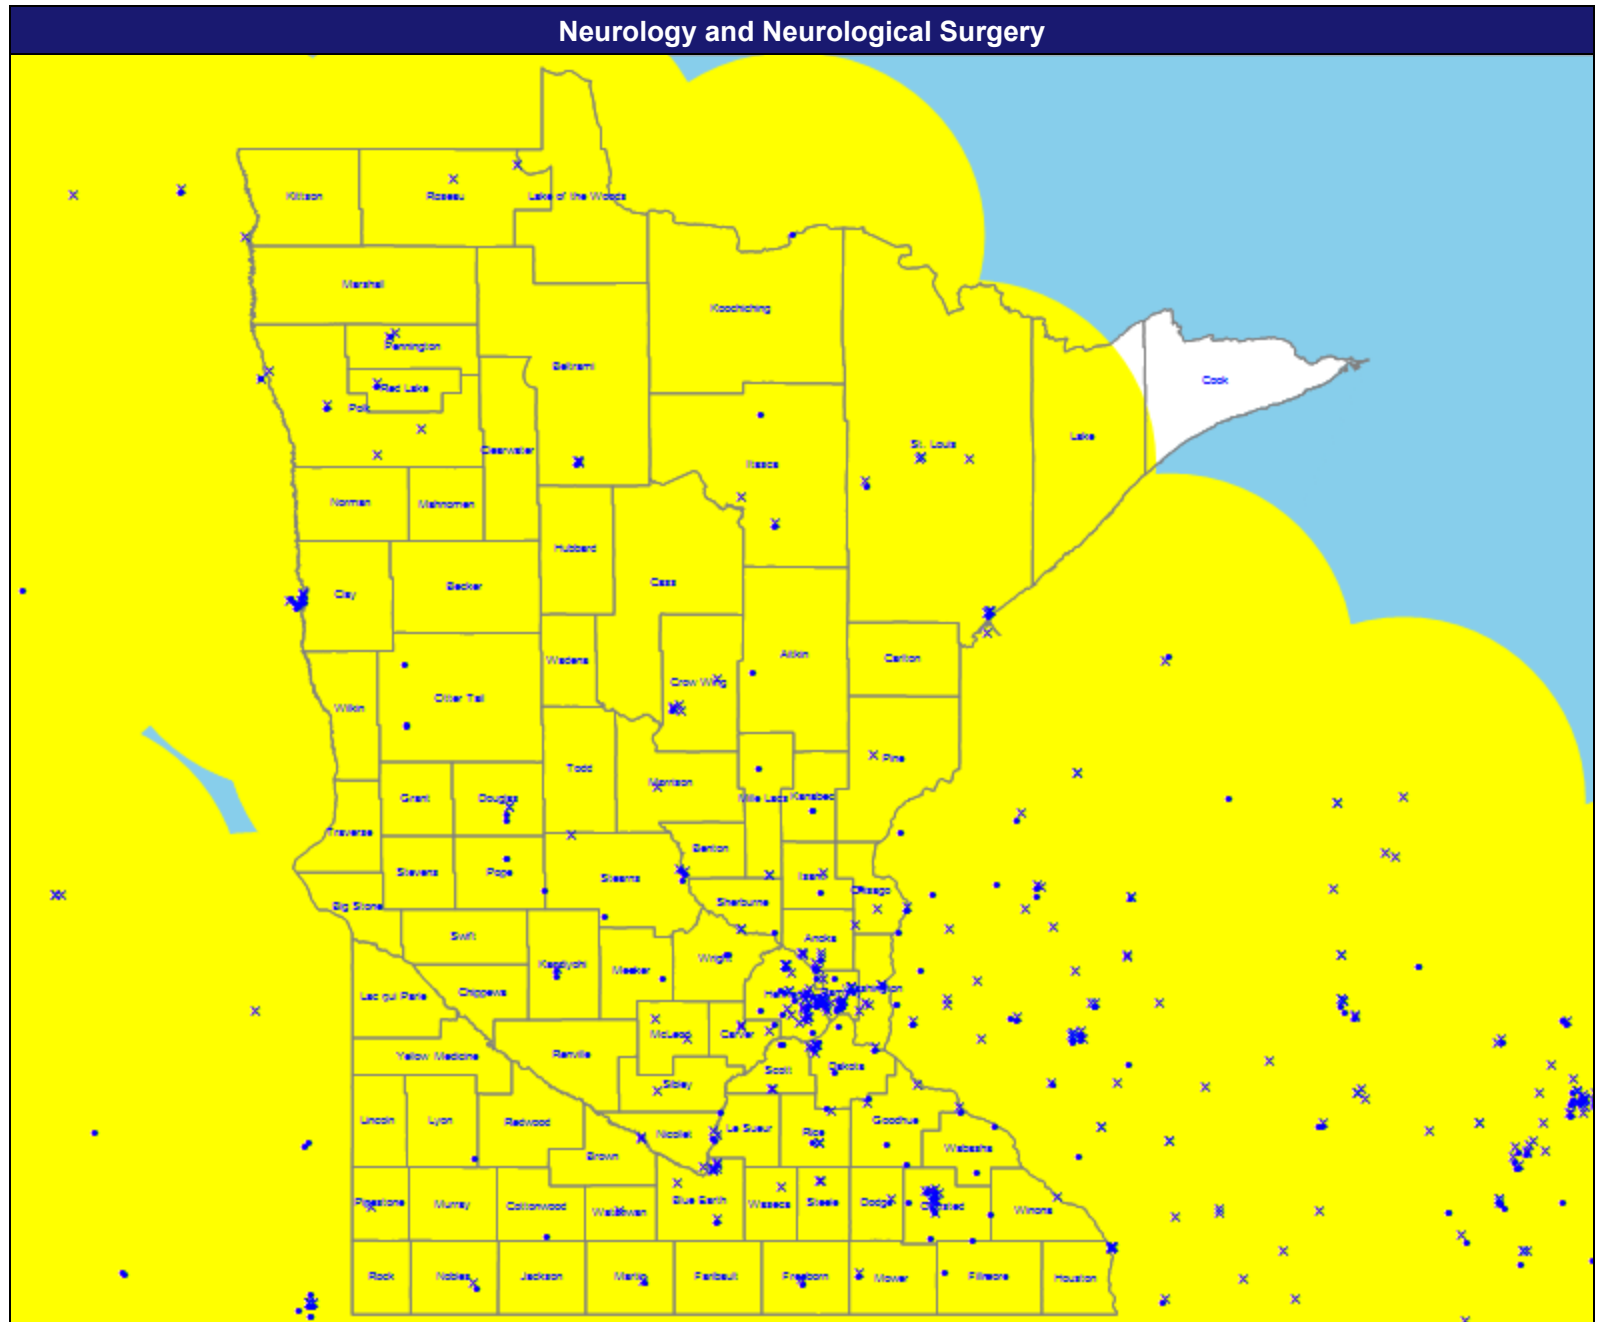 Neurology and Neurological Surgery
Kittson
Roseau
Lake of the Woods
Marshall
Koochiching
Pennington
Beltrami
Red Lake
Polk
Cook
Clearwater
St. Louis
Lake
Itasca
Norman
Mahnomen
Hubbard
Cass
Clay
Becker
Wadena
Aitkin
Carlton
Crow Wing
Otter Tail
Wilkin
Pine
Todd
Morrison
Grant
Douglas
Mille Lacs
Kanabec
Traverse
Benton
Stevens
Pope
Stearns
Isanti
Chisago
Big Stone
Sherburne
Swift
Anoka
Kandiyohi
Meeker
Wright
Lac qui Parle
Chippewa
Washington
McLeod
Carver
Yellow Medicine
Renville
Scott
Dakota
Sibley
Lincoln
Lyon
Redwood
Nicollet
Le Sueur
Rice
Goodhue
Brown
Wabasha
Pipestone
Murray
Cottonwood
Watonwan
Blue Earth
Waseca
Steele
Dodge
Olmsted
Winona
Rock
Nobles
Jackson
Martin
Faribault
Freeborn
Mower
Fillmore
Houston